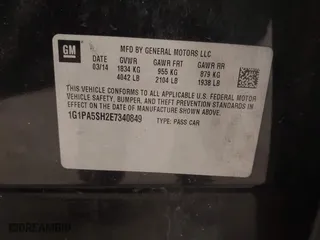 GM
MFD BY GENERAL MOTORS LLC
DATE GVWR GAWR FRT GAWR RR
03/14 1834 KG 955 KG 879 KG
4042 LB 2104 LB 1938 LB
THIS VEHICLE CONFORMS TO ALL APPLICABLE U.S. FEDERAL MOTOR
VEHICLE SAFETY, BUMPER, AND THEFT PREVENTION STANDARDS
IN EFFECT ON THE DATE OF MANUFACTURE SHOWN ABOVE.
1G1PA5SH2E7340849 TYPE: PASS CAR